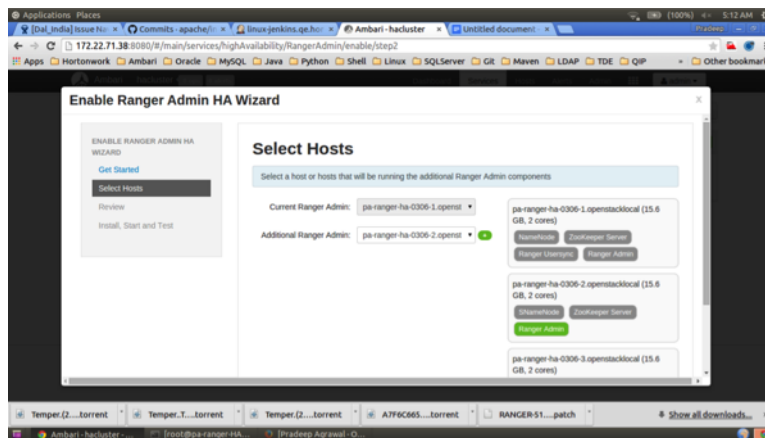 Applications Places (100%) 5:12 AM
[Dal_India] Issue Na Commits - apache/ linux-jenkins.qe.hor Ambari - hacluster Untitled document - Pradeep
172.22.71.38:8080/#/main/services/highAvailability/RangerAdmin/enable/step2
Apps Hortonwork Ambari Oracle MySQL Java Python Shell Linux SQLServer Git Maven LDAP TDE QIP » Other bookmar
Enable Ranger Admin HA Wizard x
ENABLE RANGER ADMIN HA
WIZARD
Get Started
Select Hosts
Review
Install, Start and Test
Select Hosts
Select a host or hosts that will be running the additional Ranger Admin components
Current Ranger Admin: pa-ranger-ha-0306-1.openst
Additional Ranger Admin: pa-ranger-ha-0306-2.openst +
pa-ranger-ha-0306-1.openstacklocal (15.6
GB, 2 cores)
NameNode ZooKeeper Server
Ranger Usersync Ranger Admin
pa-ranger-ha-0306-2.openstacklocal (15.6
GB, 2 cores)
SNameNode ZooKeeper Server
Ranger Admin
pa-ranger-ha-0306-3.openstacklocal (15.6
GB, 2 cores)
Temper.(2....torrent Temper..T....torrent Temper.(2....torrent A7F6C665....torrent RANGER-51....patch Show all downloads...
Ambari - hacluster - ... [root@pa-ranger-HA... [Pradeep Agrawal - O...